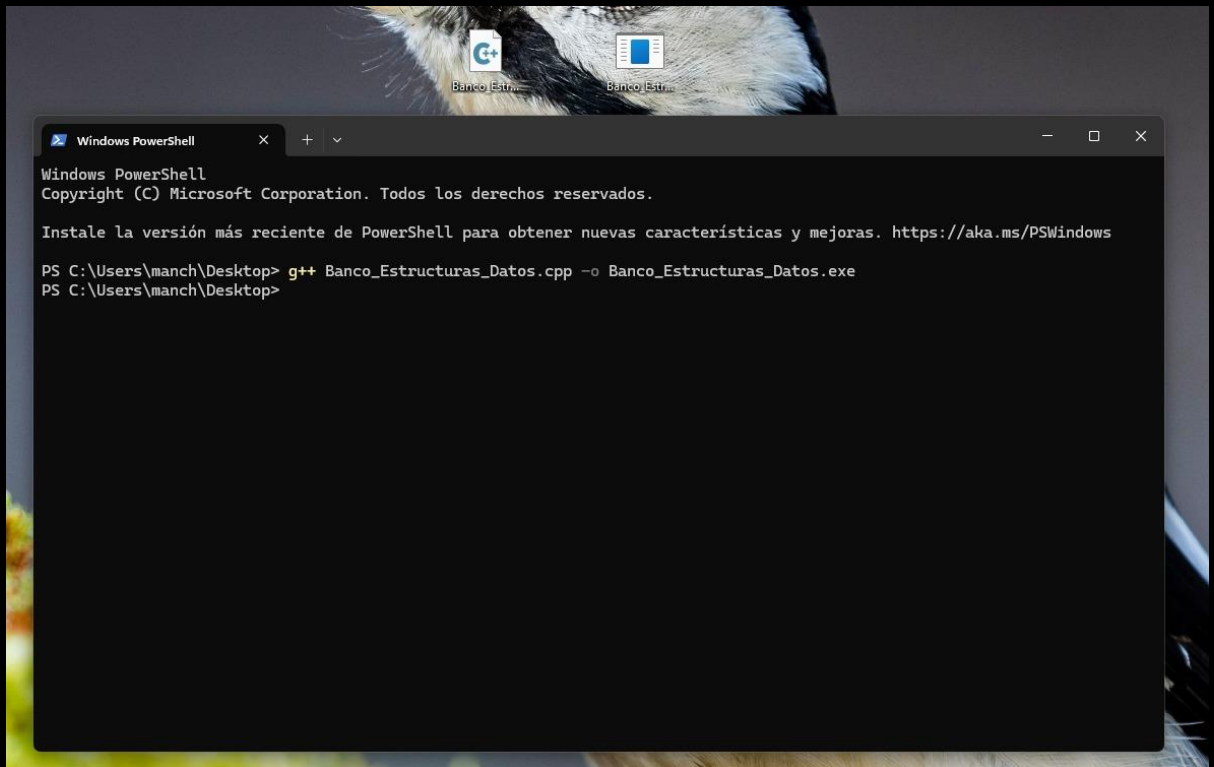 Banco_Estr...
Banco_Estr...
Windows PowerShell
Windows PowerShell
Copyright (C) Microsoft Corporation. Todos los derechos reservados.
Instale la versión más reciente de PowerShell para obtener nuevas características y mejoras. https://aka.ms/PSWindows
PS C:\Users\manch\Desktop> g++ Banco_Estructuras_Datos.cpp -o Banco_Estructuras_Datos.exe
PS C:\Users\manch\Desktop>